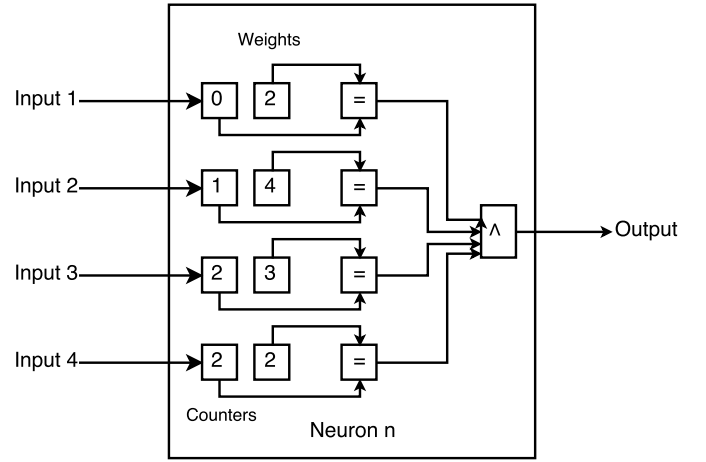 Weights
Input 1 0 2 =
Input 2 1 4 =
Input 3 2 3 =
Input 4 2 2 =
^ Output
Counters
Neuron n